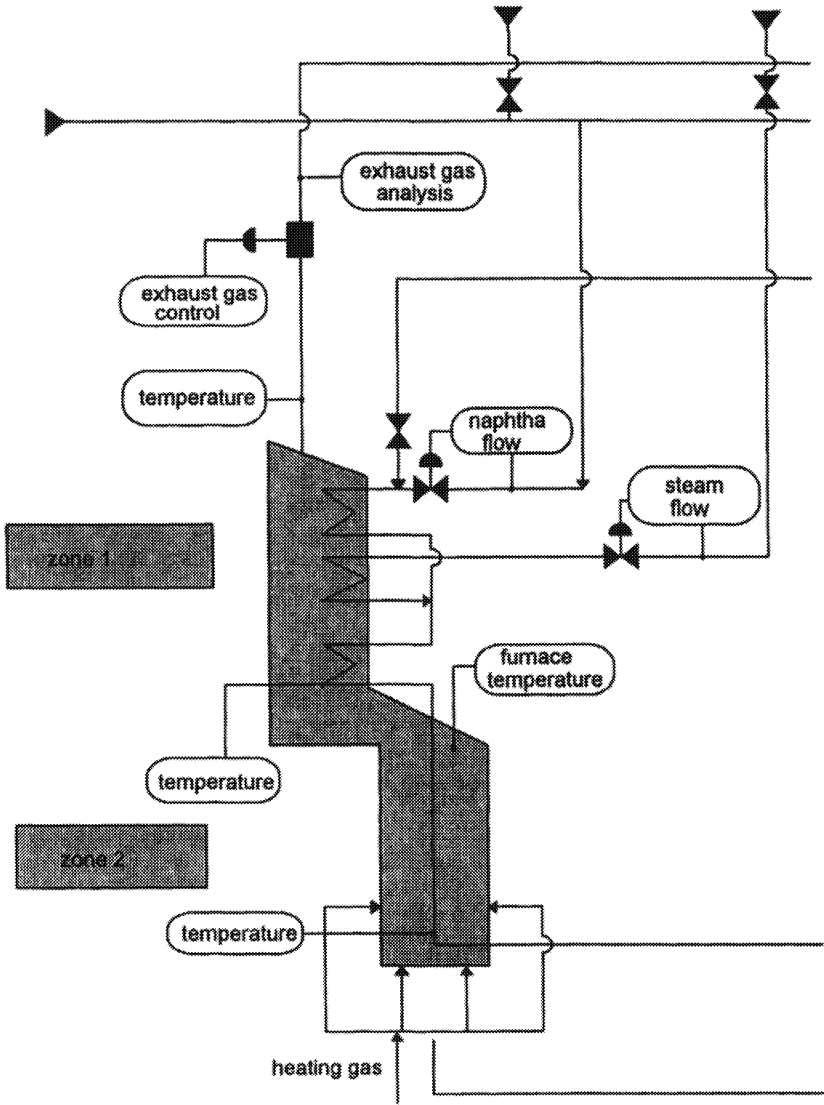 exhaust gas
analysis
exhaust gas
control
temperature
naphtha
flow
steam
flow
zone 1
furnace
temperature
temperature
zone 2
temperature
heating gas